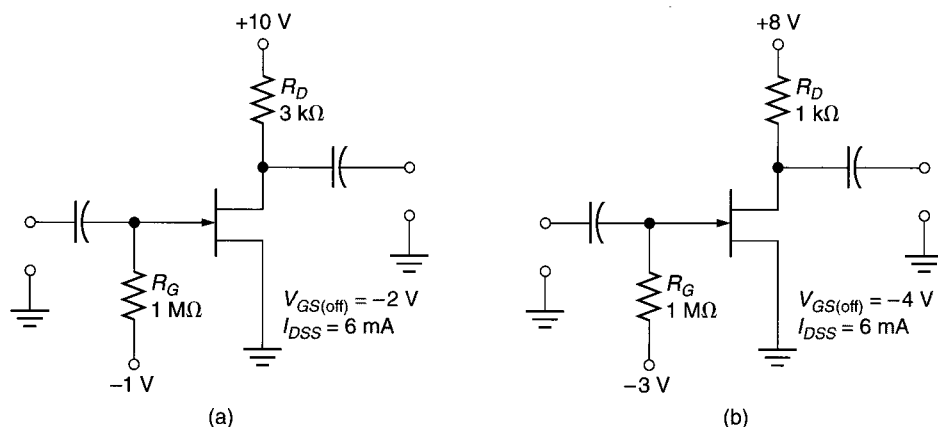 +10 V
R_D
3 kΩ
R_G
1 MΩ
V_GS(off) = −2 V
I_DSS = 6 mA
−1 V
(a)
+8 V
R_D
1 kΩ
R_G
1 MΩ
V_GS(off) = −4 V
I_DSS = 6 mA
−3 V
(b)